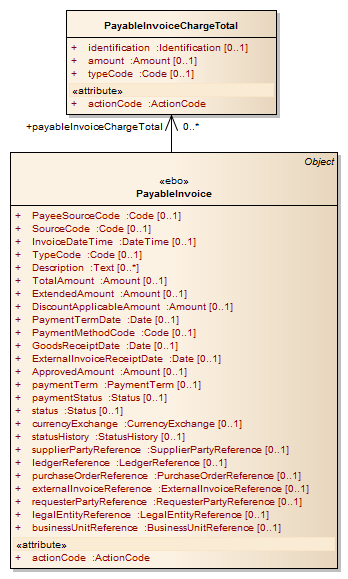 PayableInvoiceChargeTotal
+ identification :Identification [0..1]
+ amount :Amount [0..1]
+ typeCode :Code [0..1]
«attribute»
+ actionCode :ActionCode
+payableInvoiceChargeTotal 0..*
Object
«ebo»
PayableInvoice
+ PayeeSourceCode :Code [0..1]
+ SourceCode :Code [0..1]
+ InvoiceDateTime :DateTime [0..1]
+ TypeCode :Code [0..1]
+ Description :Text [0..*]
+ TotalAmount :Amount [0..1]
+ ExtendedAmount :Amount [0..1]
+ DiscountApplicableAmount :Amount [0..1]
+ PaymentTermDate :Date [0..1]
+ PaymentMethodCode :Code [0..1]
+ GoodsReceiptDate :Date [0..1]
+ ExternalInvoiceReceiptDate :Date [0..1]
+ ApprovedAmount :Amount [0..1]
+ paymentTerm :PaymentTerm [0..1]
+ paymentStatus :Status [0..1]
+ status :Status [0..1]
+ currencyExchange :CurrencyExchange [0..1]
+ statusHistory :StatusHistory [0..1]
+ supplierPartyReference :SupplierPartyReference [0..1]
+ ledgerReference :LedgerReference [0..1]
+ purchaseOrderReference :PurchaseOrderReference [0..1]
+ externalInvoiceReference :ExternalInvoiceReference [0..1]
+ requesterPartyReference :RequesterPartyReference [0..1]
+ legalEntityReference :LegalEntityReference [0..1]
+ businessUnitReference :BusinessUnitReference [0..1]
«attribute»
+ actionCode :ActionCode